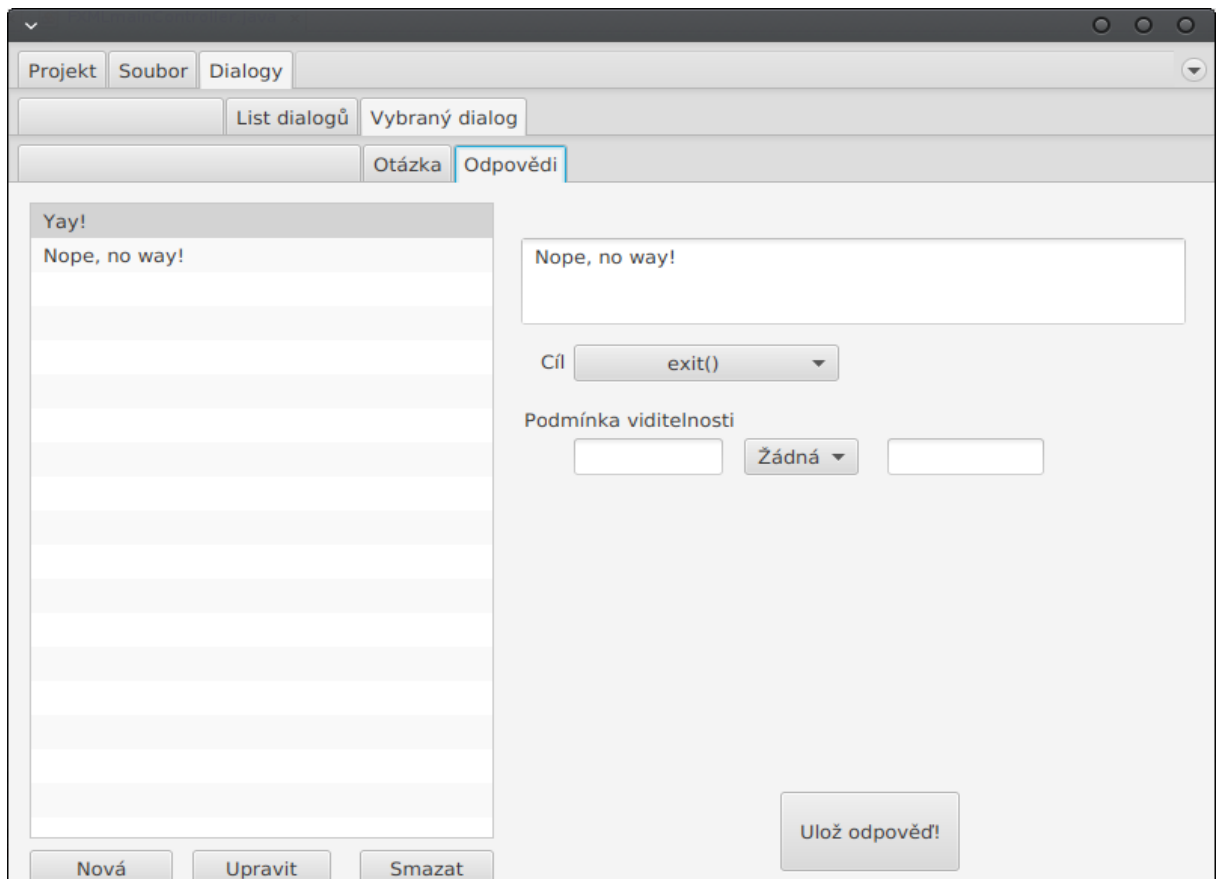 Projekt Soubor Dialogy
List dialogů Vybraný dialog
Otázka Odpovědi
Yay!
Nope, no way!
Nope, no way!
Cíl exit()
Podmínka viditelnosti
Žádná
Ulož odpověď!
Nová Upravit Smazat